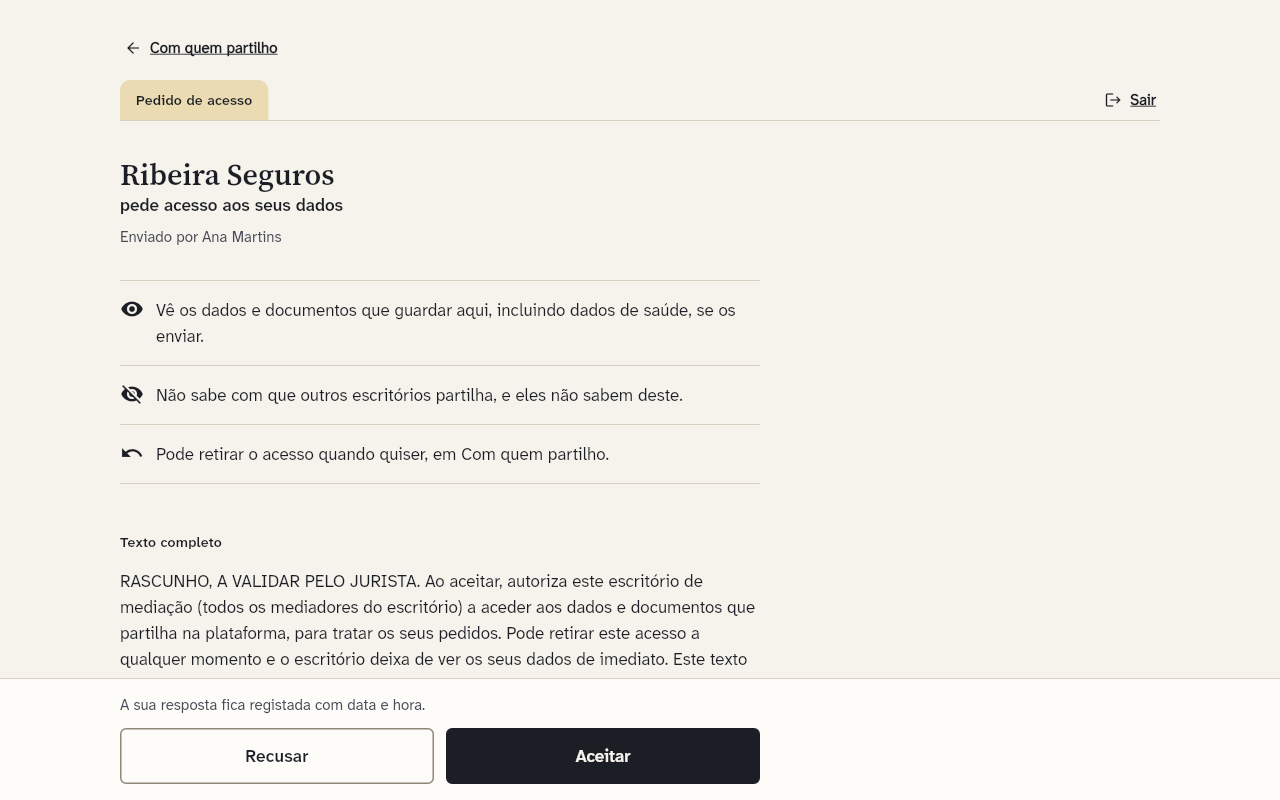 Com quem partilho
Pedido de acesso
Sair
Ribeira Seguros
pede acesso aos seus dados
Enviado por Ana Martins
Vê os dados e documentos que guardar aqui, incluindo dados de saúde, se os
enviar.
Não sabe com que outros escritórios partilha, e eles não sabem deste.
Pode retirar o acesso quando quiser, em Com quem partilho.
Texto completo
RASCUNHO, A VALIDAR PELO JURISTA. Ao aceitar, autoriza este escritório de
mediação (todos os mediadores do escritório) a aceder aos dados e documentos que
partilha na plataforma, para tratar os seus pedidos. Pode retirar este acesso a
qualquer momento e o escritório deixa de ver os seus dados de imediato. Este texto
A sua resposta fica registada com data e hora.
Recusar
Aceitar